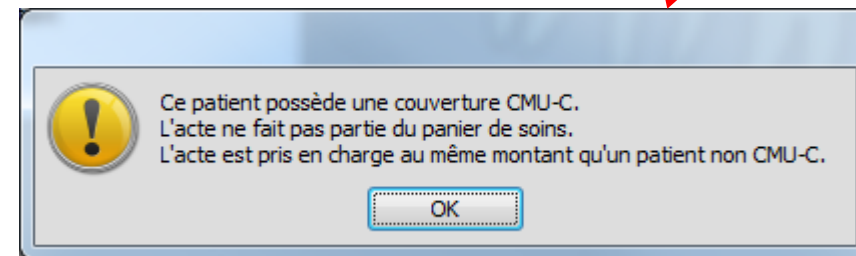 Ce patient possède une couverture CMU-C.
L'acte ne fait pas partie du panier de soins.
L'acte est pris en charge au même montant qu'un patient non CMU-C.
OK